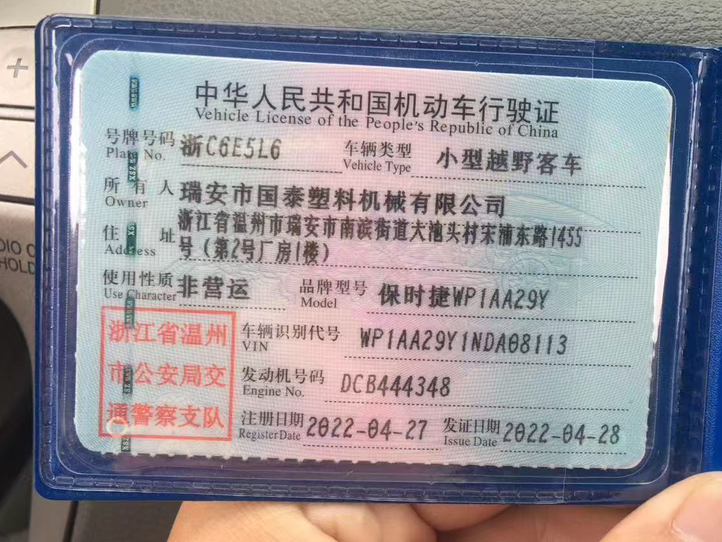 中华人民共和国机动车行驶证
Vehicle License of the People's Republic of China
号牌号码 浙C6E5L6 车辆类型 小型越野客车
Plate No. Vehicle Type
所有人 瑞安市国泰塑料机械有限公司
Owner
住址 浙江省温州市瑞安市南滨街道大氹头村宋浦东路1455
Address 号(第2号厂房1楼)
使用性质 非营运 品牌型号 保时捷WP1AA29Y
Use Character Model
浙江省温州
市公安局交
通警察支队
车辆识别代号 WP1AA29Y1NDA08113
VIN
发动机号码 DCB444348
Engine No.
注册日期 2022-04-27 发证日期 2022-04-28
Register Date Issue Date
HOLD